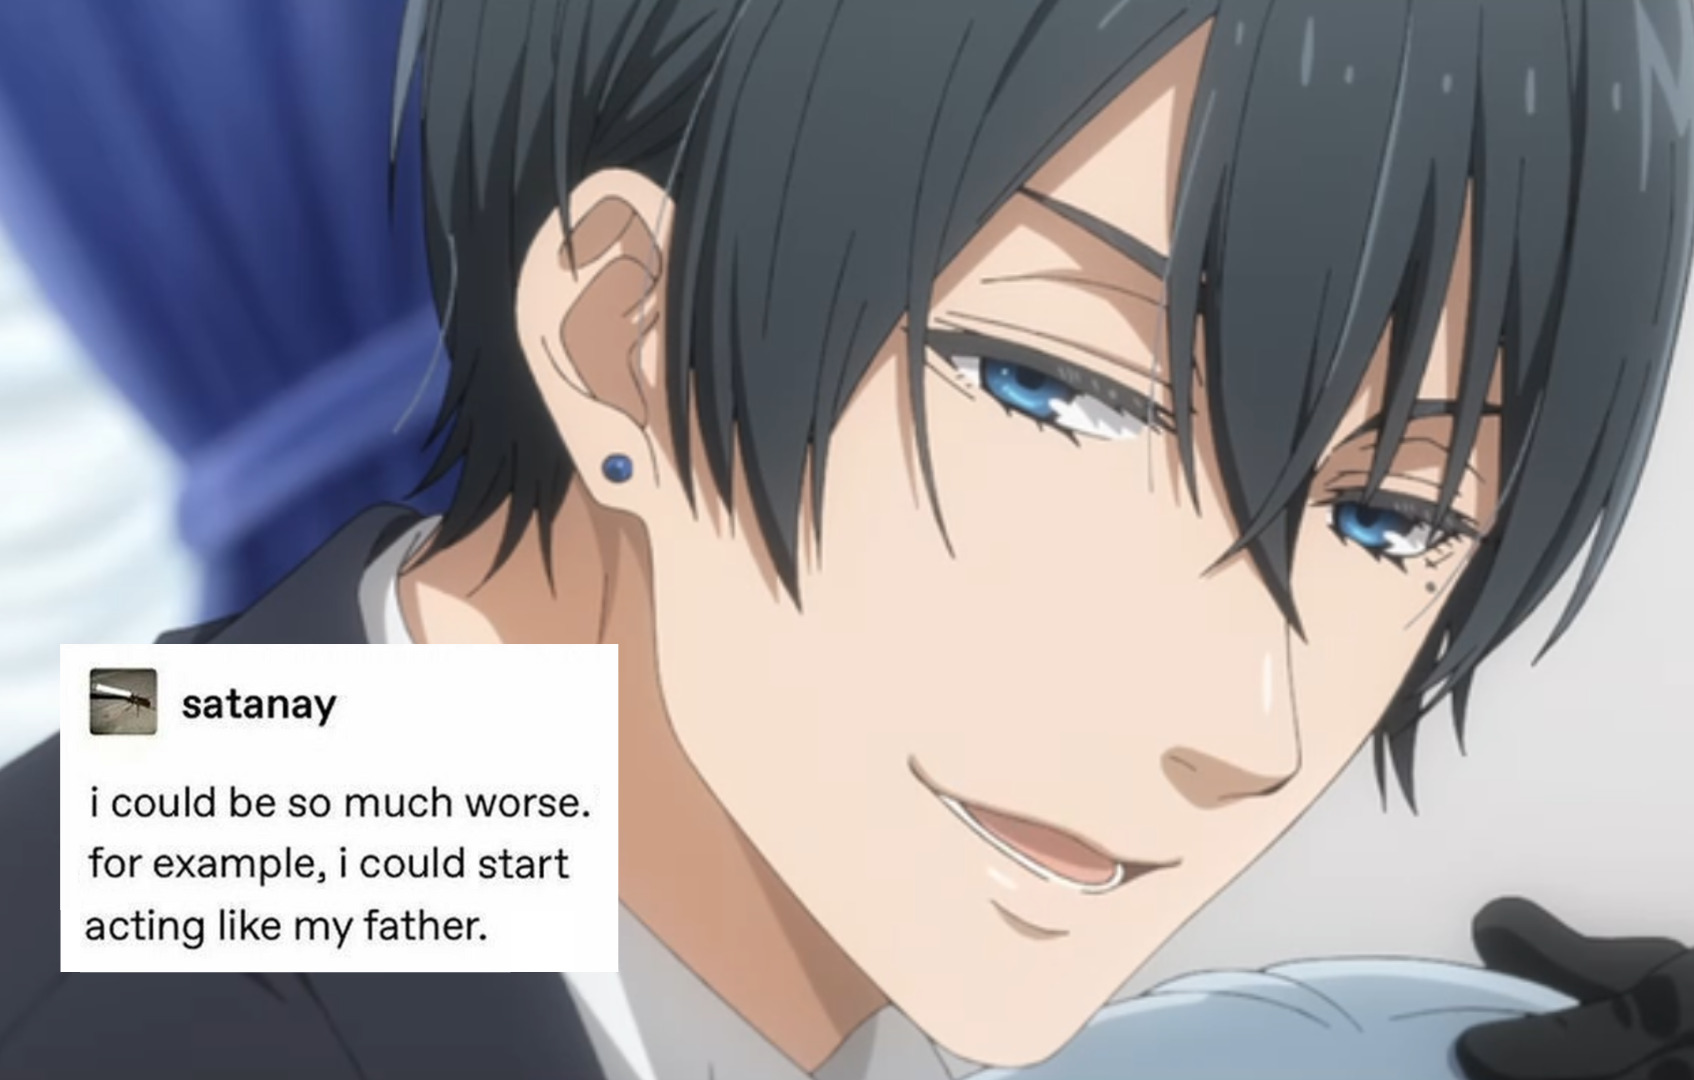 satanay
i could be so much worse.
for example, i could start
acting like my father.